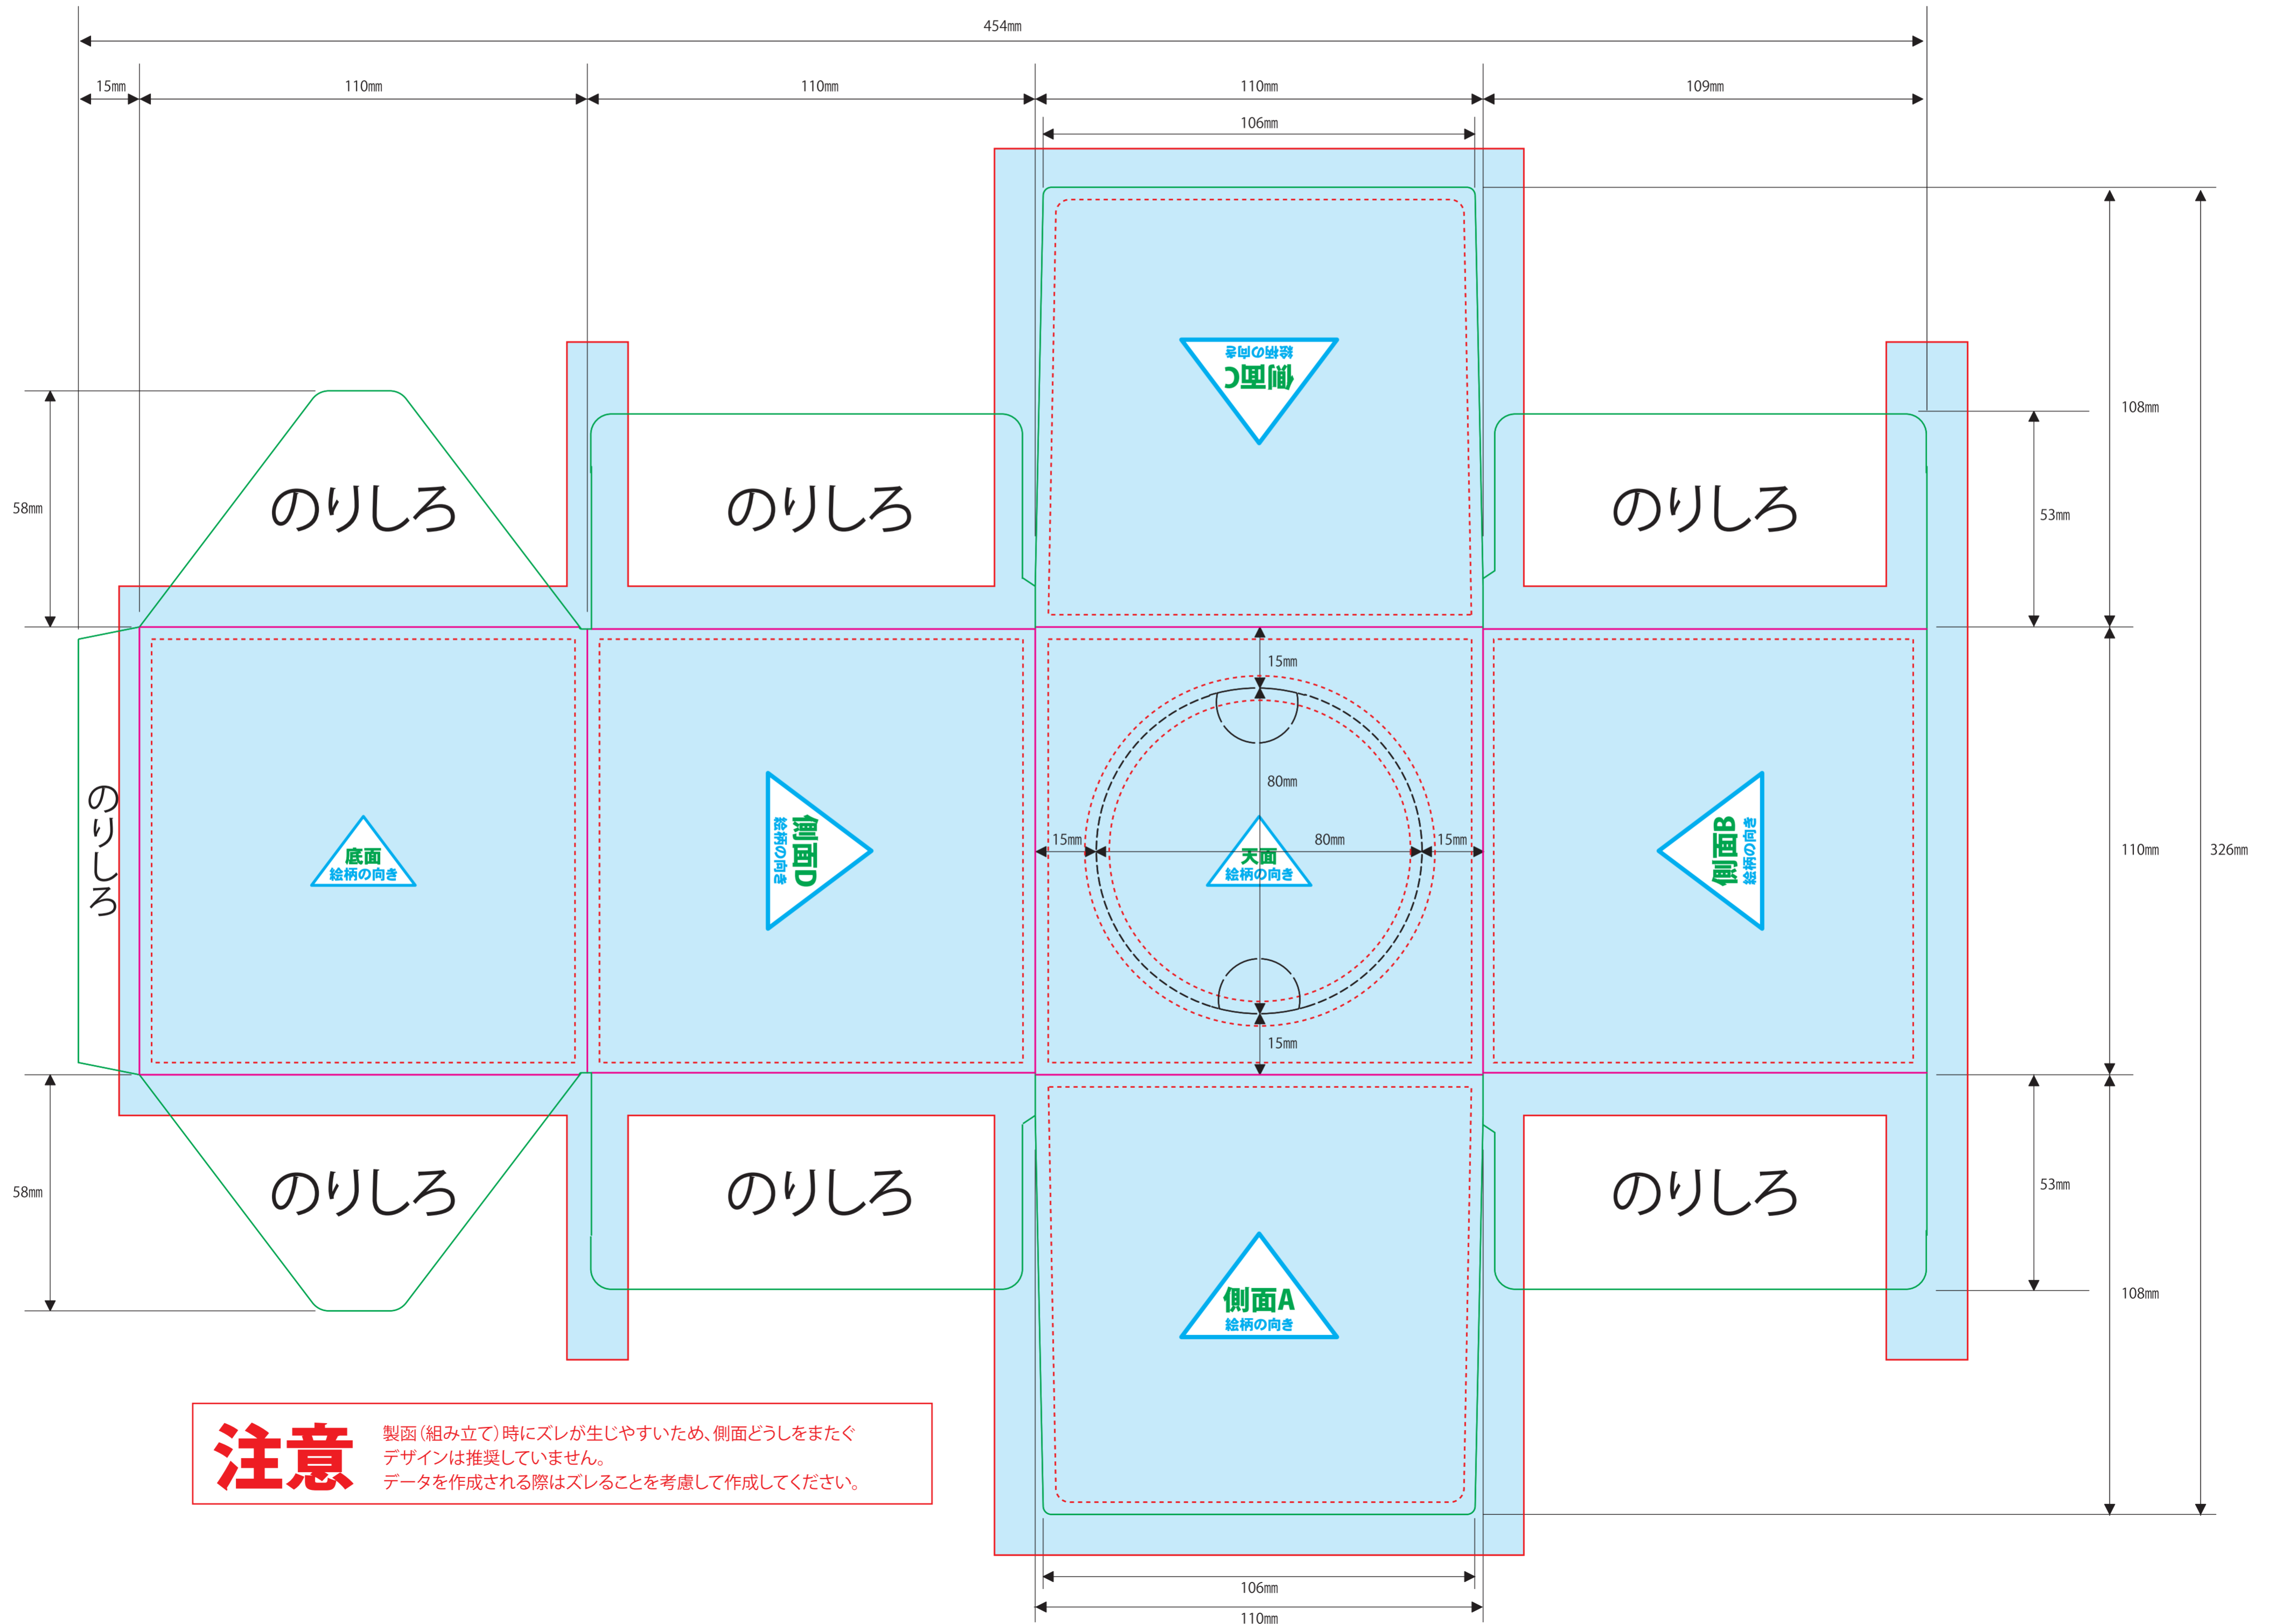 454mm
15mm
110mm
110mm
110mm
109mm
106mm
絵柄の向き
側面C
108mm
58mm
のりしろ
のりしろ
のりしろ
53mm
15mm
80mm
のりしろ
底面
絵柄の向き
側面D
絵柄の向き
15mm
80mm
15mm
天面
絵柄の向き
側面B
絵柄の向き
110mm
326mm
15mm
58mm
のりしろ
のりしろ
のりしろ
53mm
側面A
絵柄の向き
108mm
注意
製函（組み立て）時にズレが生じやすいため、側面どうしをまたぐ
デザインは推奨していません。
データを作成される際はズレることを考慮して作成してください。
106mm
110mm